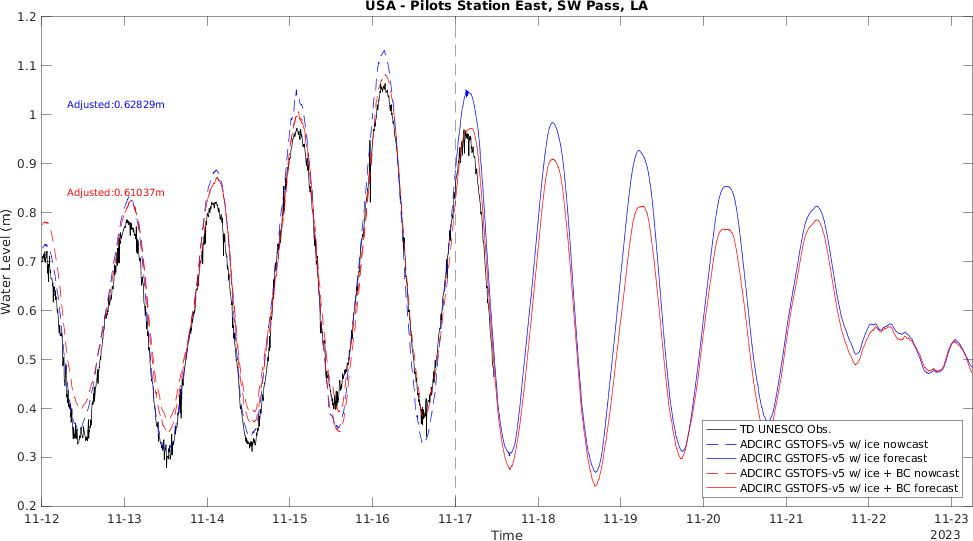 USA - Pilots Station East, SW Pass, LA
1.2
1.1
1
0.9
0.8
0.7
0.6
0.5
0.4
0.3
0.2
Water Level (m)
Adjusted:0.62829m
Adjusted:0.61037m
TD UNESCO Obs.
ADCIRC GSTOFS-v5 w/ ice nowcast
ADCIRC GSTOFS-v5 w/ ice forecast
ADCIRC GSTOFS-v5 w/ ice + BC nowcast
ADCIRC GSTOFS-v5 w/ ice + BC forecast
11-12 11-13 11-14 11-15 11-16 11-17 11-18 11-19 11-20 11-21 11-22 11-23
Time
2023